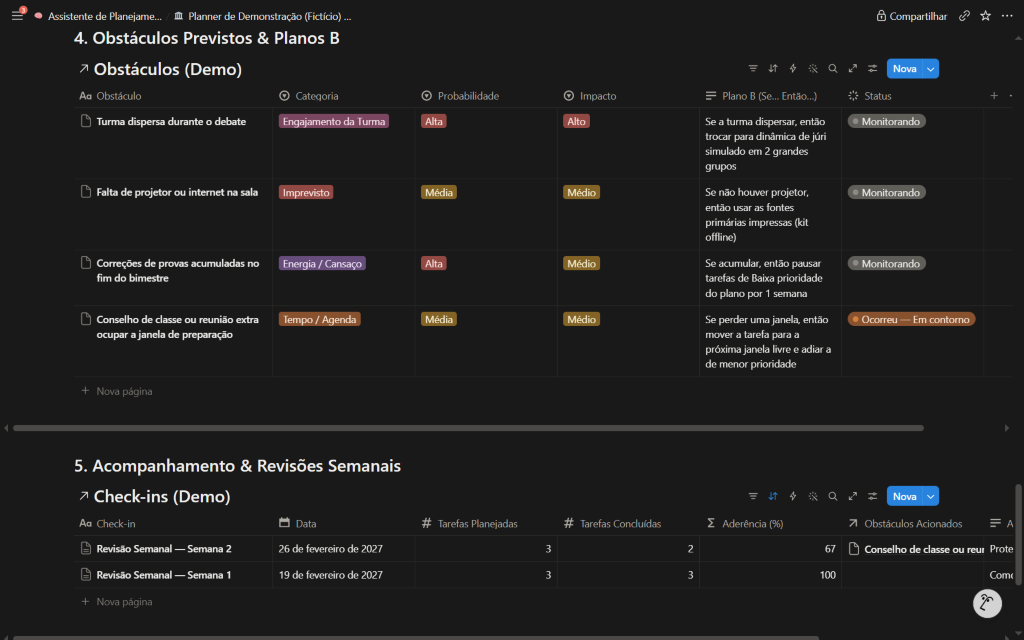 3
Assistente de Planejame... / Planner de Demonstração (Fictício) ...
Compartilhar
4. Obstáculos Previstos & Planos B
Obstáculos (Demo)
Nova
Aa Obstáculo
Categoria
Probabilidade
Impacto
Plano B (Se... Então...)
Status
Turma dispersa durante o debate
Engajamento da Turma
Alta
Alto
Se a turma dispersar, então
trocar para dinâmica de júri
simulado em 2 grandes
grupos
Monitorando
Falta de projetor ou internet na sala
Imprevisto
Média
Médio
Se não houver projetor,
então usar as fontes
primárias impressas (kit
offline)
Monitorando
Correções de provas acumuladas no
fim do bimestre
Energia / Cansaço
Alta
Médio
Se acumular, então pausar
tarefas de Baixa prioridade
do plano por 1 semana
Monitorando
Conselho de classe ou reunião extra
ocupar a janela de preparação
Tempo / Agenda
Média
Médio
Se perder uma janela, então
mover a tarefa para a
próxima janela livre e adiar a
de menor prioridade
Ocorreu — Em contorno
+ Nova página
5. Acompanhamento & Revisões Semanais
Check-ins (Demo)
Nova
Aa Check-in
Data
# Tarefas Planejadas
# Tarefas Concluídas
Σ Aderência (%)
Obstáculos Acionados
A
Revisão Semanal — Semana 2
26 de fevereiro de 2027
3
2
67
Conselho de classe ou reur
Prote
Revisão Semanal — Semana 1
19 de fevereiro de 2027
3
3
100
Como
+ Nova página